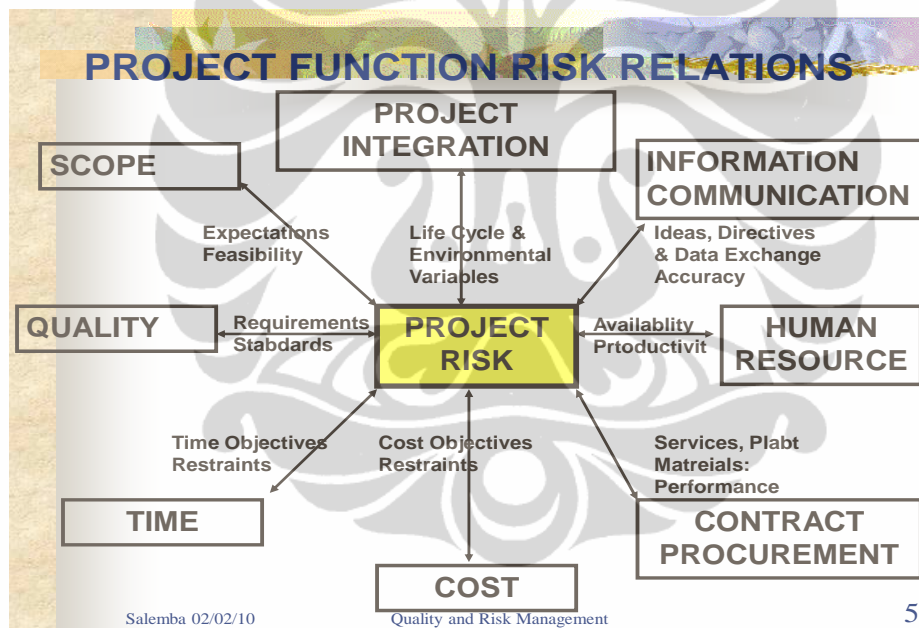 PROJECT FUNCTION RISK RELATIONS
PROJECT
INTEGRATION
SCOPE
INFORMATION
COMMUNICATION
Expectations
Feasibility
Life Cycle &
Environmental
Variables
Ideas, Directives
& Data Exchange
Accuracy
QUALITY
Requirements
Stabdards
PROJECT
RISK
Availablity
Prtoductivit
HUMAN
RESOURCE
Time Objectives
Restraints
Cost Objectives
Restraints
Services, Plabt
Matreials:
Performance
TIME
CONTRACT
PROCUREMENT
COST
Salemba 02/02/10
Quality and Risk Management
5